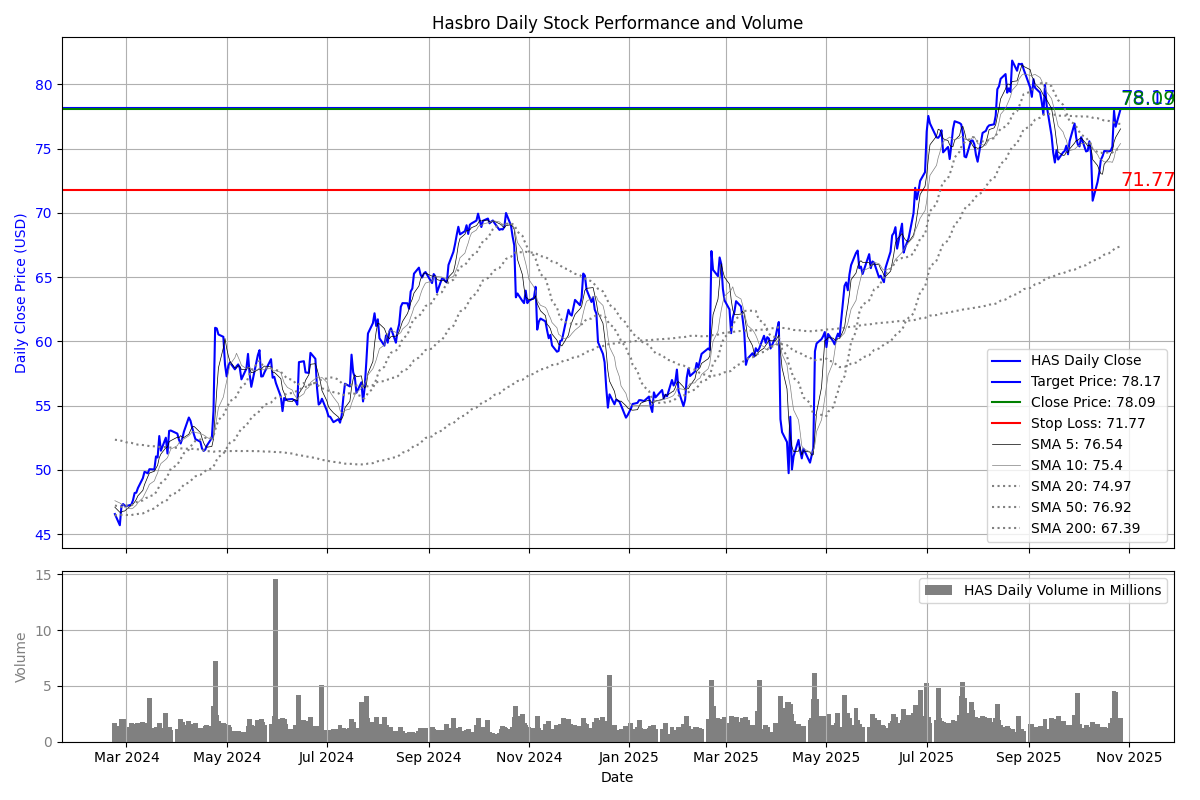 Hasbro Daily Stock Performance and Volume
Daily Close Price (USD)
80
75
70
65
60
55
50
45
78.17
78.09
71.77
HAS Daily Close
Target Price: 78.17
Close Price: 78.09
Stop Loss: 71.77
SMA 5: 76.54
SMA 10: 75.4
SMA 20: 74.97
SMA 50: 76.92
SMA 200: 67.39
Volume
15
10
5
0
HAS Daily Volume in Millions
Mar 2024 May 2024 Jul 2024 Sep 2024 Nov 2024 Jan 2025 Mar 2025 May 2025 Jul 2025 Sep 2025 Nov 2025
Date